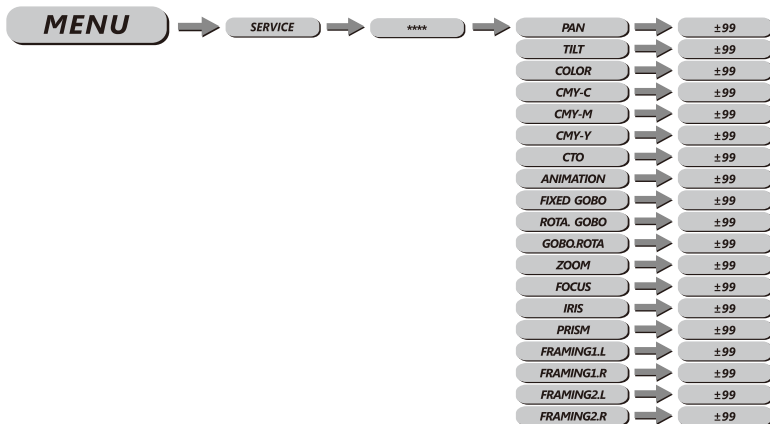 MENU SERVICE **** PAN ±99
TILT ±99
COLOR ±99
CMY-C ±99
CMY-M ±99
CMY-Y ±99
CTO ±99
ANIMATION ±99
FIXED GOBO ±99
ROTA. GOBO ±99
GOBO.ROTA ±99
ZOOM ±99
FOCUS ±99
IRIS ±99
PRISM ±99
FRAMING1.L ±99
FRAMING1.R ±99
FRAMING2.L ±99
FRAMING2.R ±99